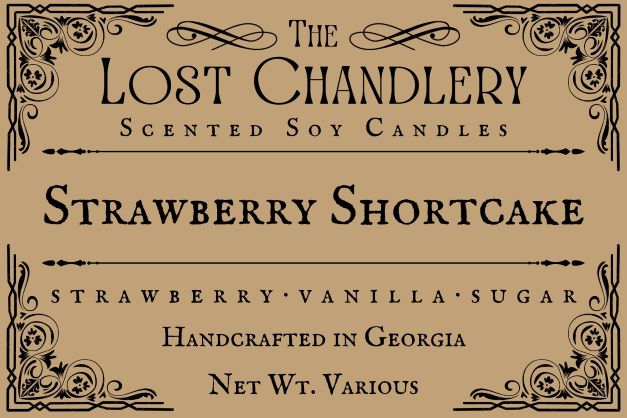 The
Lost Chandlery
Scented Soy Candles
Strawberry Shortcake
STRAWBERRY·VANILLA·SUGAR
Handcrafted in Georgia
Net Wt. Various